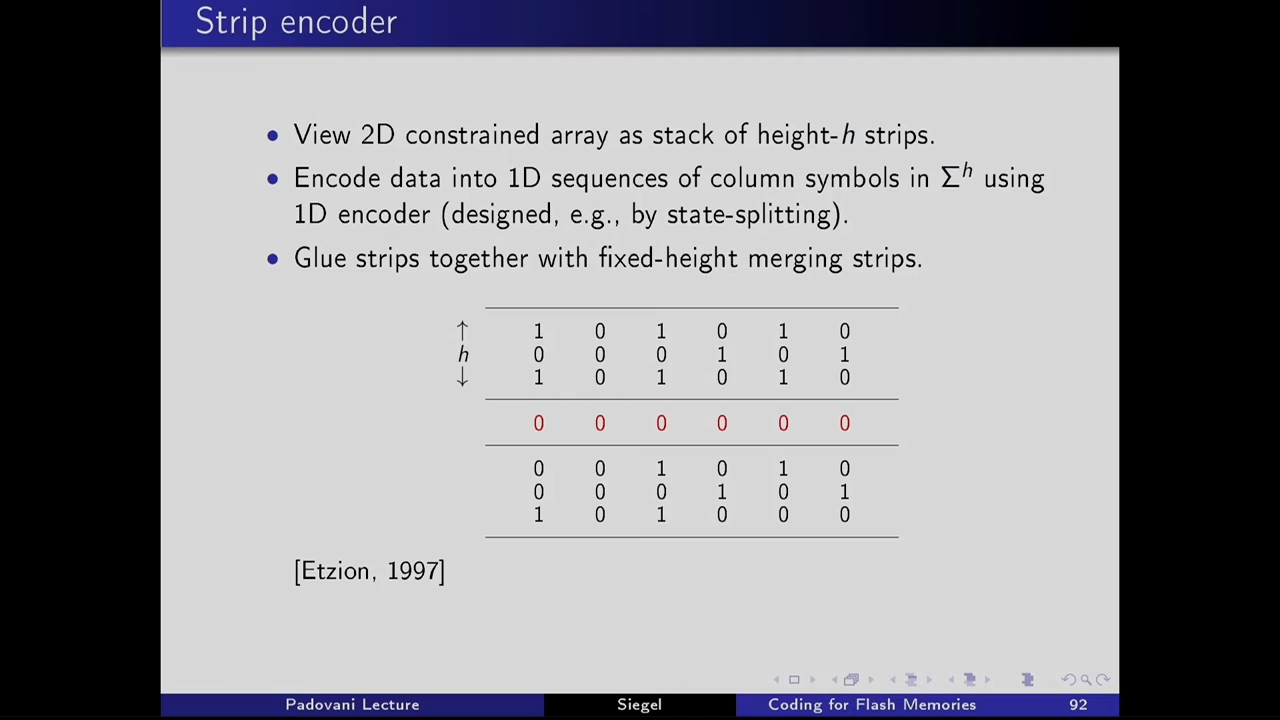 Strip encoder
• View 2D constrained array as stack of height-h strips.
• Encode data into 1D sequences of column symbols in Σ^h using
1D encoder (designed, e.g., by state-splitting).
• Glue strips together with fixed-height merging strips.
↑ 1 0 1 0 1 0
h 0 0 0 1 0 1
↓ 1 0 1 0 1 0
0 0 0 0 0 0
0 0 1 0 1 0
0 0 0 1 0 1
1 0 1 0 0 0
[Etzion, 1997]
Padovani Lecture Siegel Coding for Flash Memories 92